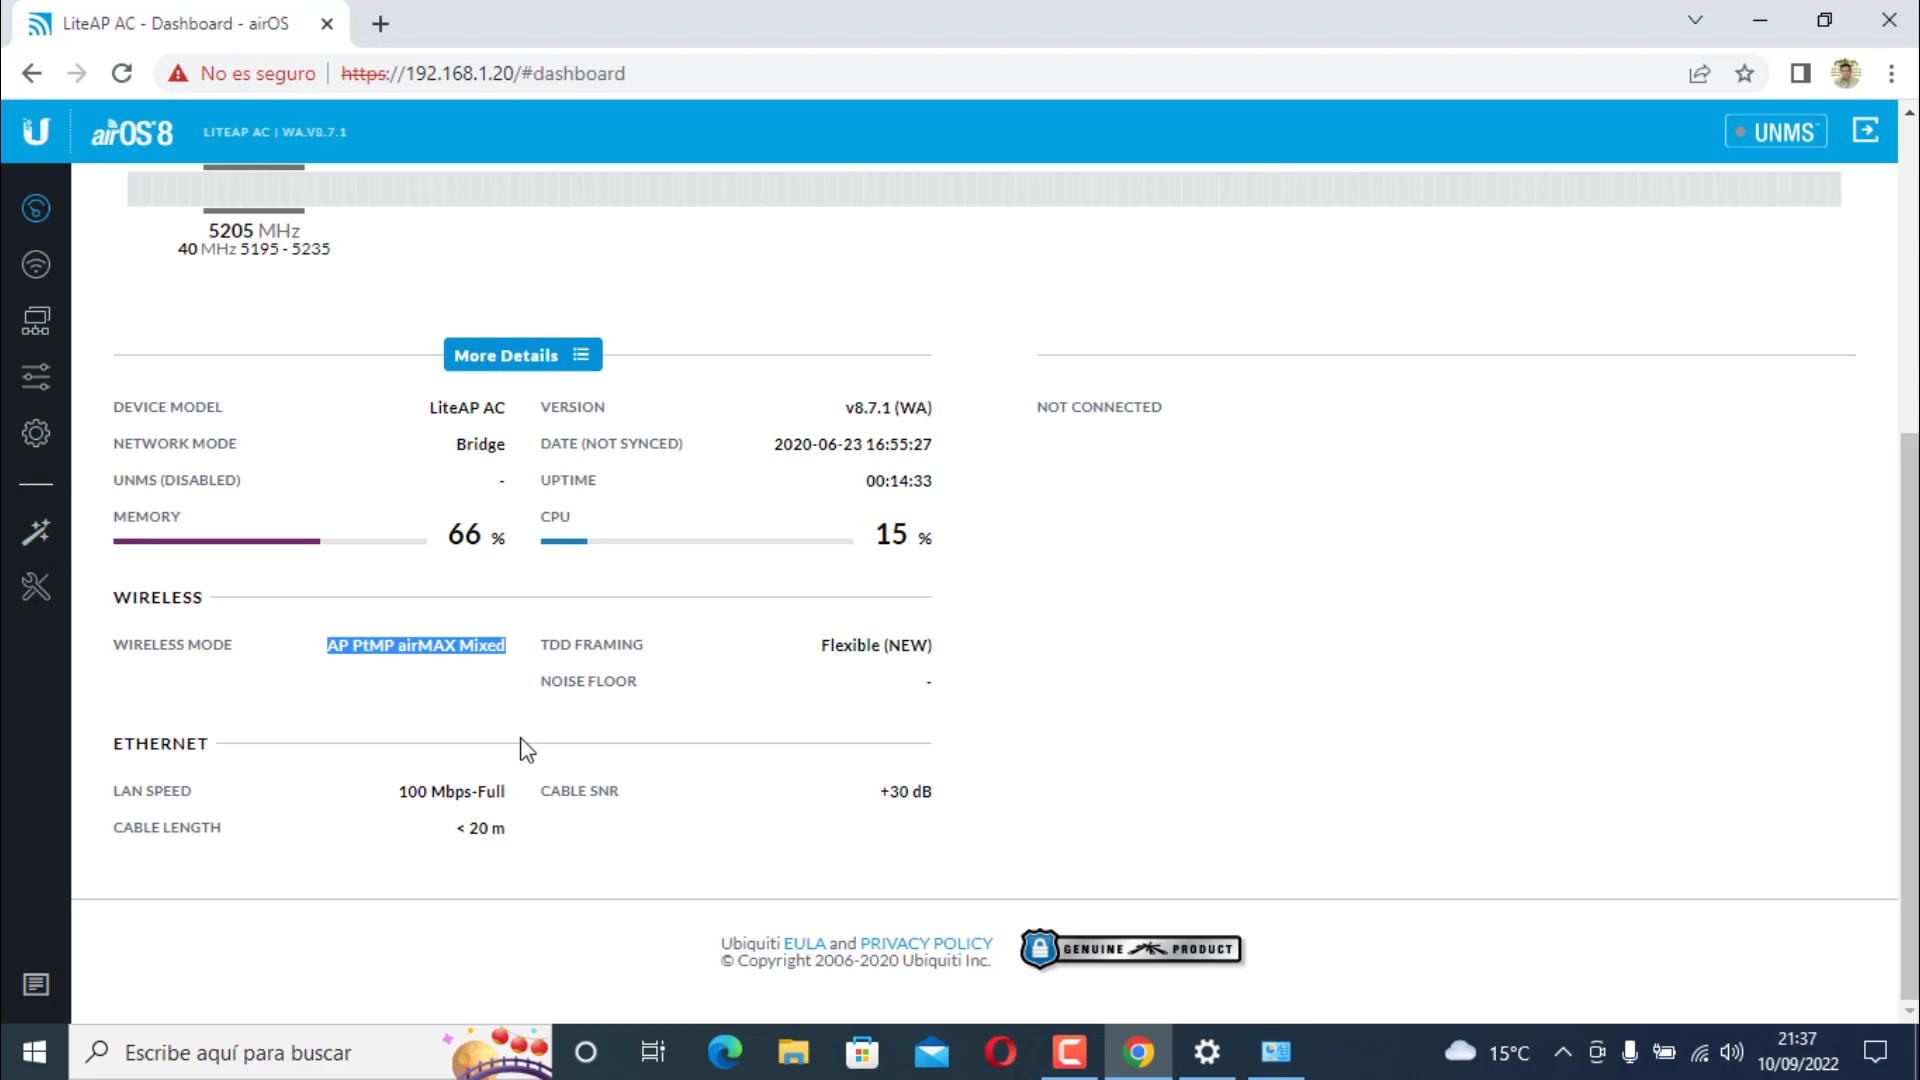 LiteAP AC - Dashboard - airOS
No es seguro https://192.168.1.20/#dashboard
airOS 8 LITEAP AC | WA.V8.7.1 UNMS
5205 MHz
40 MHz 5195 - 5235
More Details
DEVICE MODEL LiteAP AC VERSION v8.7.1 (WA) NOT CONNECTED
NETWORK MODE Bridge DATE (NOT SYNCED) 2020-06-23 16:55:27
UNMS (DISABLED) - UPTIME 00:14:33
MEMORY 66 % CPU 15 %
WIRELESS
WIRELESS MODE AP PtMP airMAX Mixed TDD FRAMING Flexible (NEW)
NOISE FLOOR -
ETHERNET
LAN SPEED 100 Mbps-Full CABLE SNR +30 dB
CABLE LENGTH < 20 m
Ubiquiti EULA and PRIVACY POLICY
© Copyright 2006-2020 Ubiquiti Inc.
GENUINE PRODUCT
Escribe aquí para buscar
15°C
21:37
10/09/2022